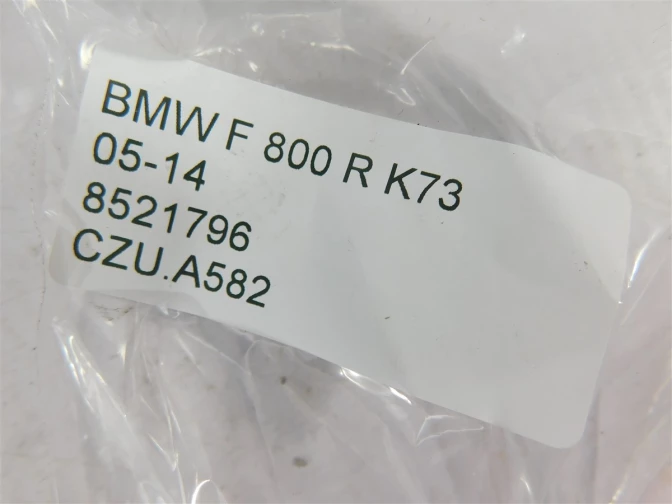 BMW F 800 R K73
05-14
8521796
CZU.A582